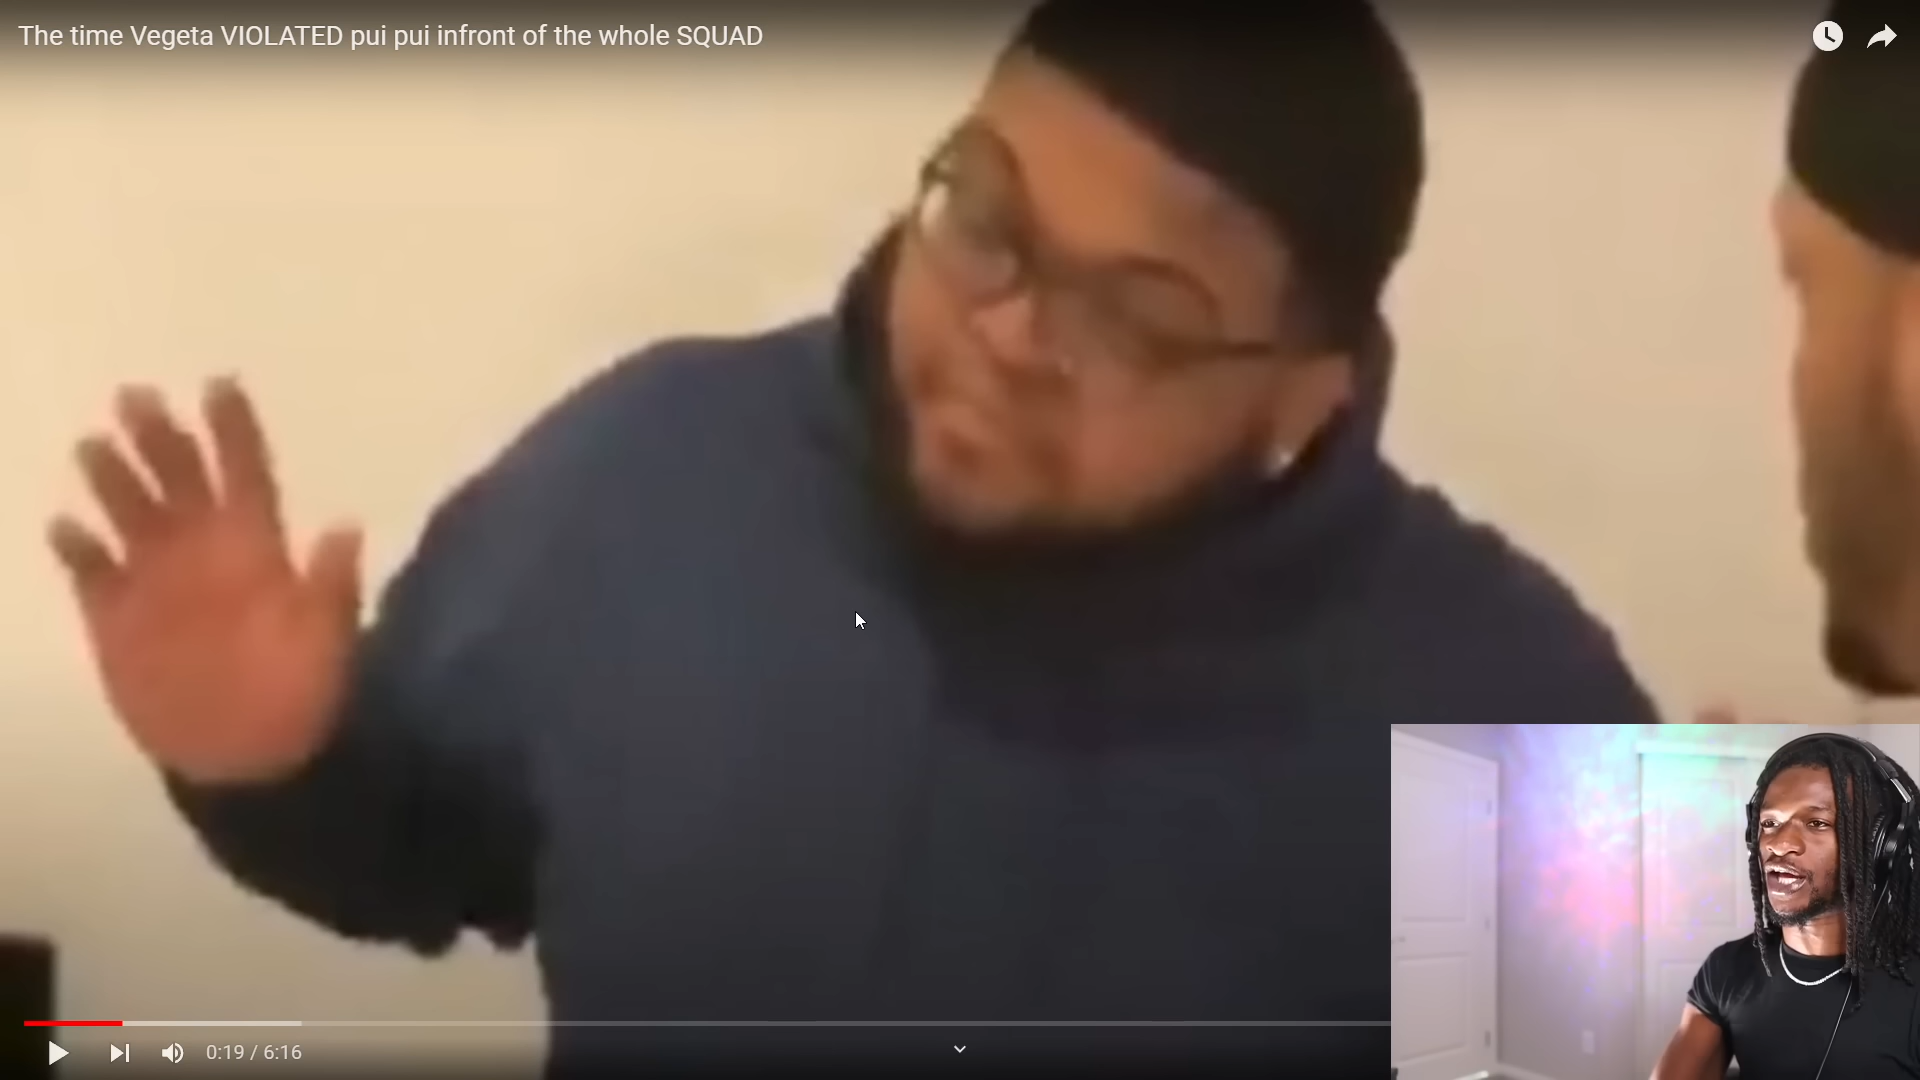 The time Vegeta VIOLATED pui pui infront of the whole SQUAD
0:19 / 6:16